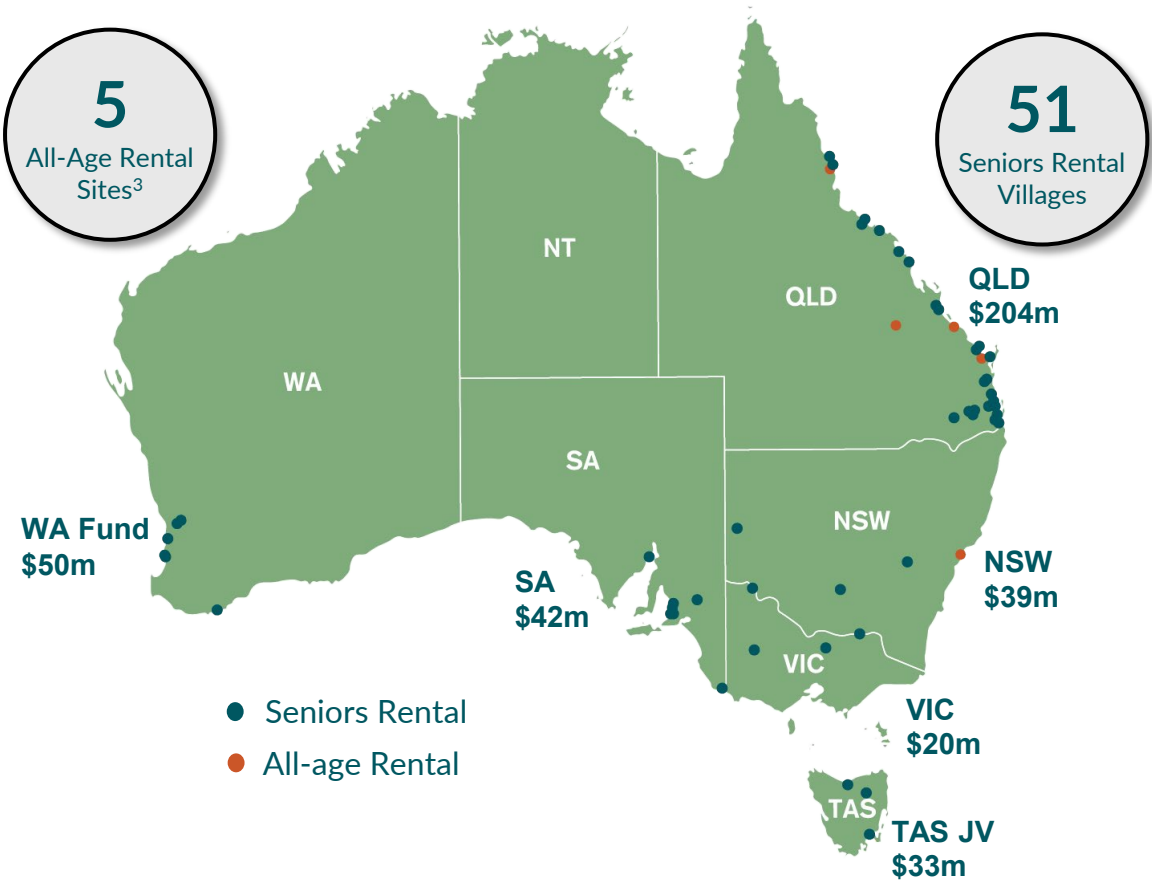 5
All-Age Rental
Sites³
51
Seniors Rental
Villages
NT
QLD
QLD
$204m
WA
SA
NSW
WA Fund
$50m
NSW
$39m
SA
$42m
VIC
Seniors Rental
All-age Rental
VIC
$20m
TAS
TAS JV
$33m